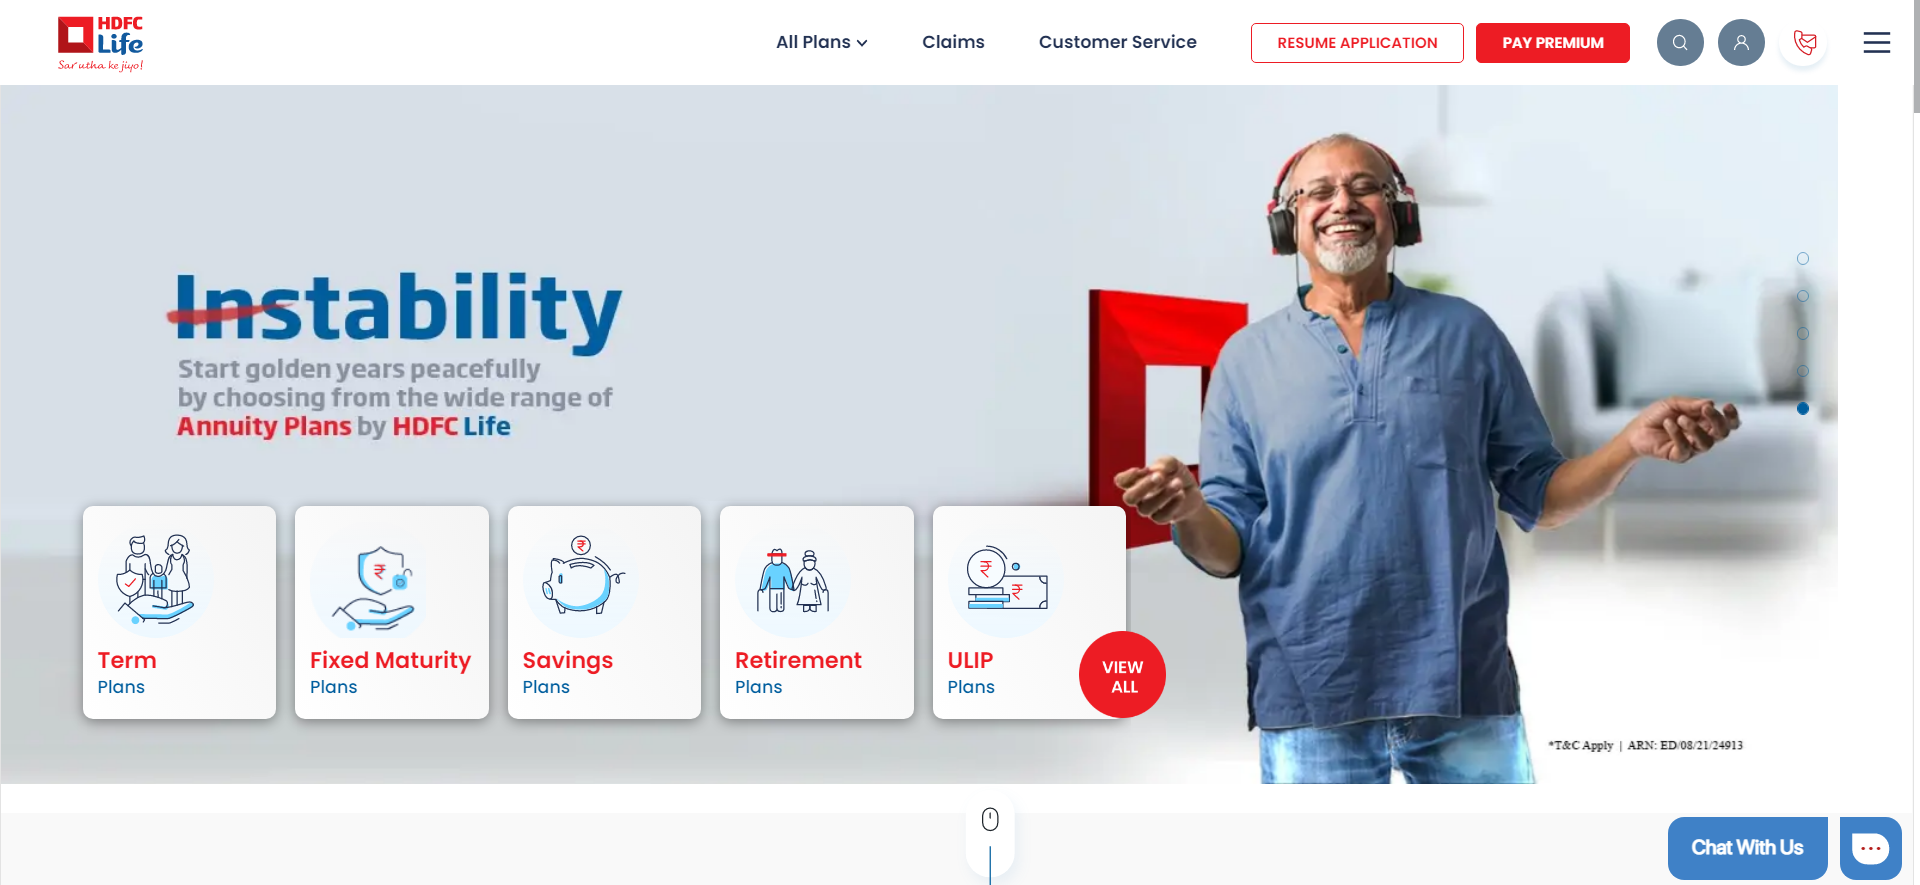 HDFC
Life
Sar utha ke jiyo!
All Plans
Claims
Customer Service
RESUME APPLICATION
PAY PREMIUM
Instability
Start golden years peacefully
by choosing from the wide range of
Annuity Plans by HDFC Life
Term
Plans
Fixed Maturity
Plans
Savings
Plans
Retirement
Plans
ULIP
Plans
VIEW
ALL
*T&C Apply | ARN: ED/08/21/24913
Chat With Us